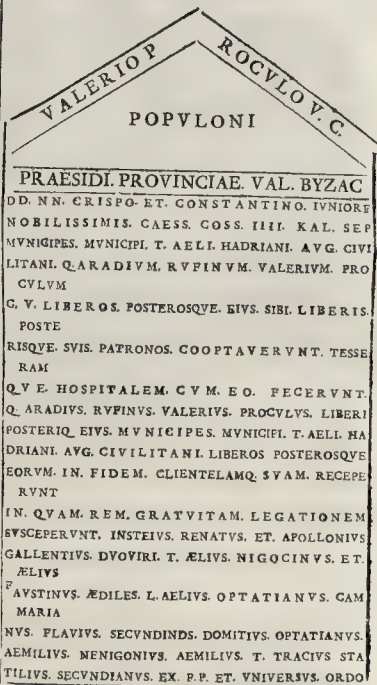 VALERIO P ROCVLO V. C.
POPVLONI
PRAESIDI. PROVINCIAE. VAL. BYZAC
DD. NN. CRISPO. ET. CONSTANTINO. IVNIORE
NOBILISSIMIS. CAESS. COSS. IIII. KAL. SEP
MVNICIPES. MVNICIPI. T. AELI. HADRIANI. AVG. CIVI
LITANI. Q. ARADIVM. RVFINVM. VALERIVM. PRO
CVLVM
C. V. LIBEROS. POSTEROSQVE. EIVS. SIBI. LIBERIS.
POSTE
RISQVE. SVIS. PATRONOS. COOPTAVERVNT. TESSE
RAM
QVE. HOSPITALEM. CVM. EO. FECERVNT.
Q. ARADIVS. RVFINVS. VALERIVS. PROCVLVS. LIBERI
POSTERIQ. EIVS. MVNICIPES. MVNICIPI. T. AELI. HA
DRIANI. AVG. CIVILITANI. LIBEROS POSTEROSQVE
EORVM. IN. FIDEM. CLIENTELAMQ. SVAM. RECEPE
RVNT
IN. QVAM. REM. GRATVITAM. LEGATIONEM
SVSCEPERVNT. INSTEIVS. RENATVS. ET. APOLLONIVS
GALLENTIVS. DVOVIRI. T. ÆLIVS. NIGOCINVS. ET.
ÆLIVS
FAVSTINVS. ÆDILES. L. AELIVS. OPTATIANVS. CAM
MARIA
NVS. FLAVIVS. SECVNDINDS. DOMITIVS. OPTATIANVS.
AEMILIVS. NENIGONIVS. AEMILIVS. T. TRACIVS STA
TILIVS. SECVNDIANVS. EX. P.P. ET. VNIVERSVS. ORDO